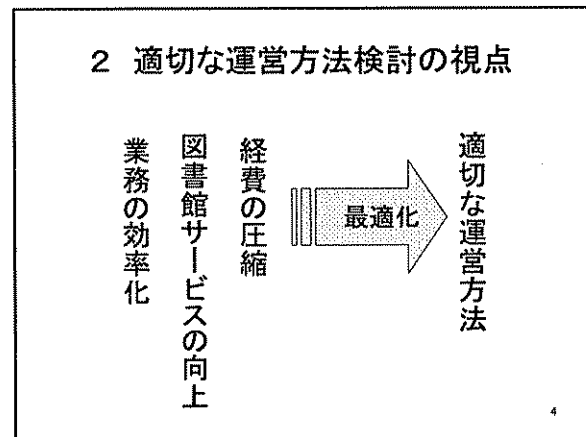 2 適切な運営方法検討の視点
経費の圧縮
図書館サービスの向上
業務の効率化
最適化
適切な運営方法
4